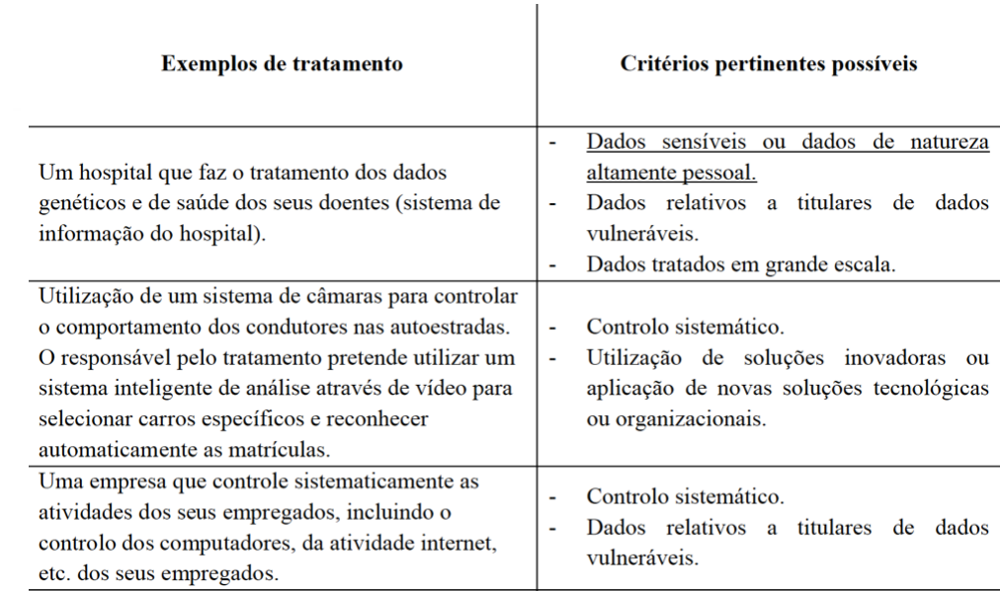 Exemplos de tratamento
Critérios pertinentes possíveis
Um hospital que faz o tratamento dos dados
genéticos e de saúde dos seus doentes (sistema de
informação do hospital).
- Dados sensíveis ou dados de natureza
altamente pessoal.
- Dados relativos a titulares de dados
vulneráveis.
- Dados tratados em grande escala.
Utilização de um sistema de câmaras para controlar
o comportamento dos condutores nas autoestradas.
O responsável pelo tratamento pretende utilizar um
sistema inteligente de análise através de vídeo para
selecionar carros específicos e reconhecer
automaticamente as matrículas.
- Controlo sistemático.
- Utilização de soluções inovadoras ou
aplicação de novas soluções tecnológicas
ou organizacionais.
Uma empresa que controle sistematicamente as
atividades dos seus empregados, incluindo o
controlo dos computadores, da atividade internet,
etc. dos seus empregados.
- Controlo sistemático.
- Dados relativos a titulares de dados
vulneráveis.